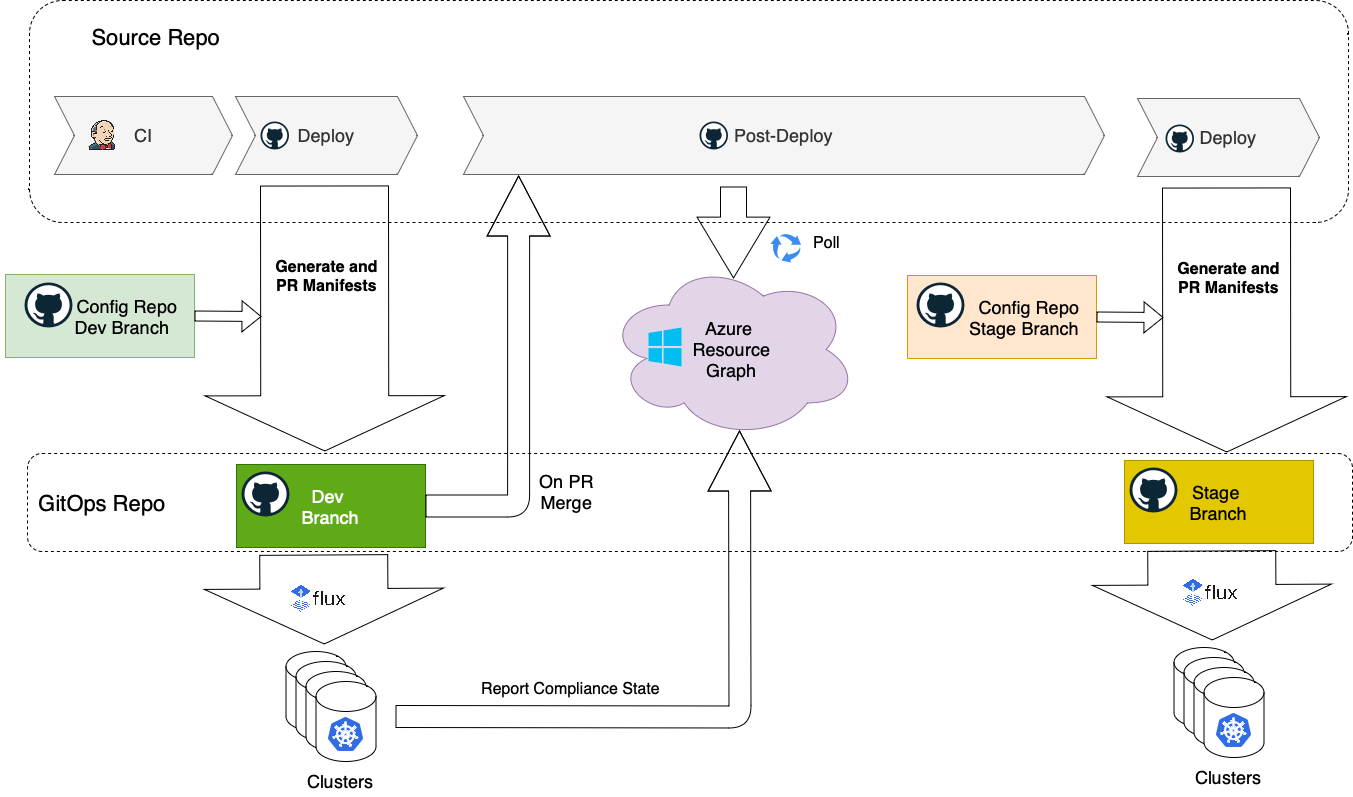 Source Repo
CI
Deploy
Post-Deploy
Deploy
Generate and
PR Manifests
Poll
Generate and
PR Manifests
Config Repo
Dev Branch
Azure
Resource
Graph
Config Repo
Stage Branch
GitOps Repo
Dev
Branch
On PR
Merge
Stage
Branch
flux
flux
Report Compliance State
Clusters
Clusters